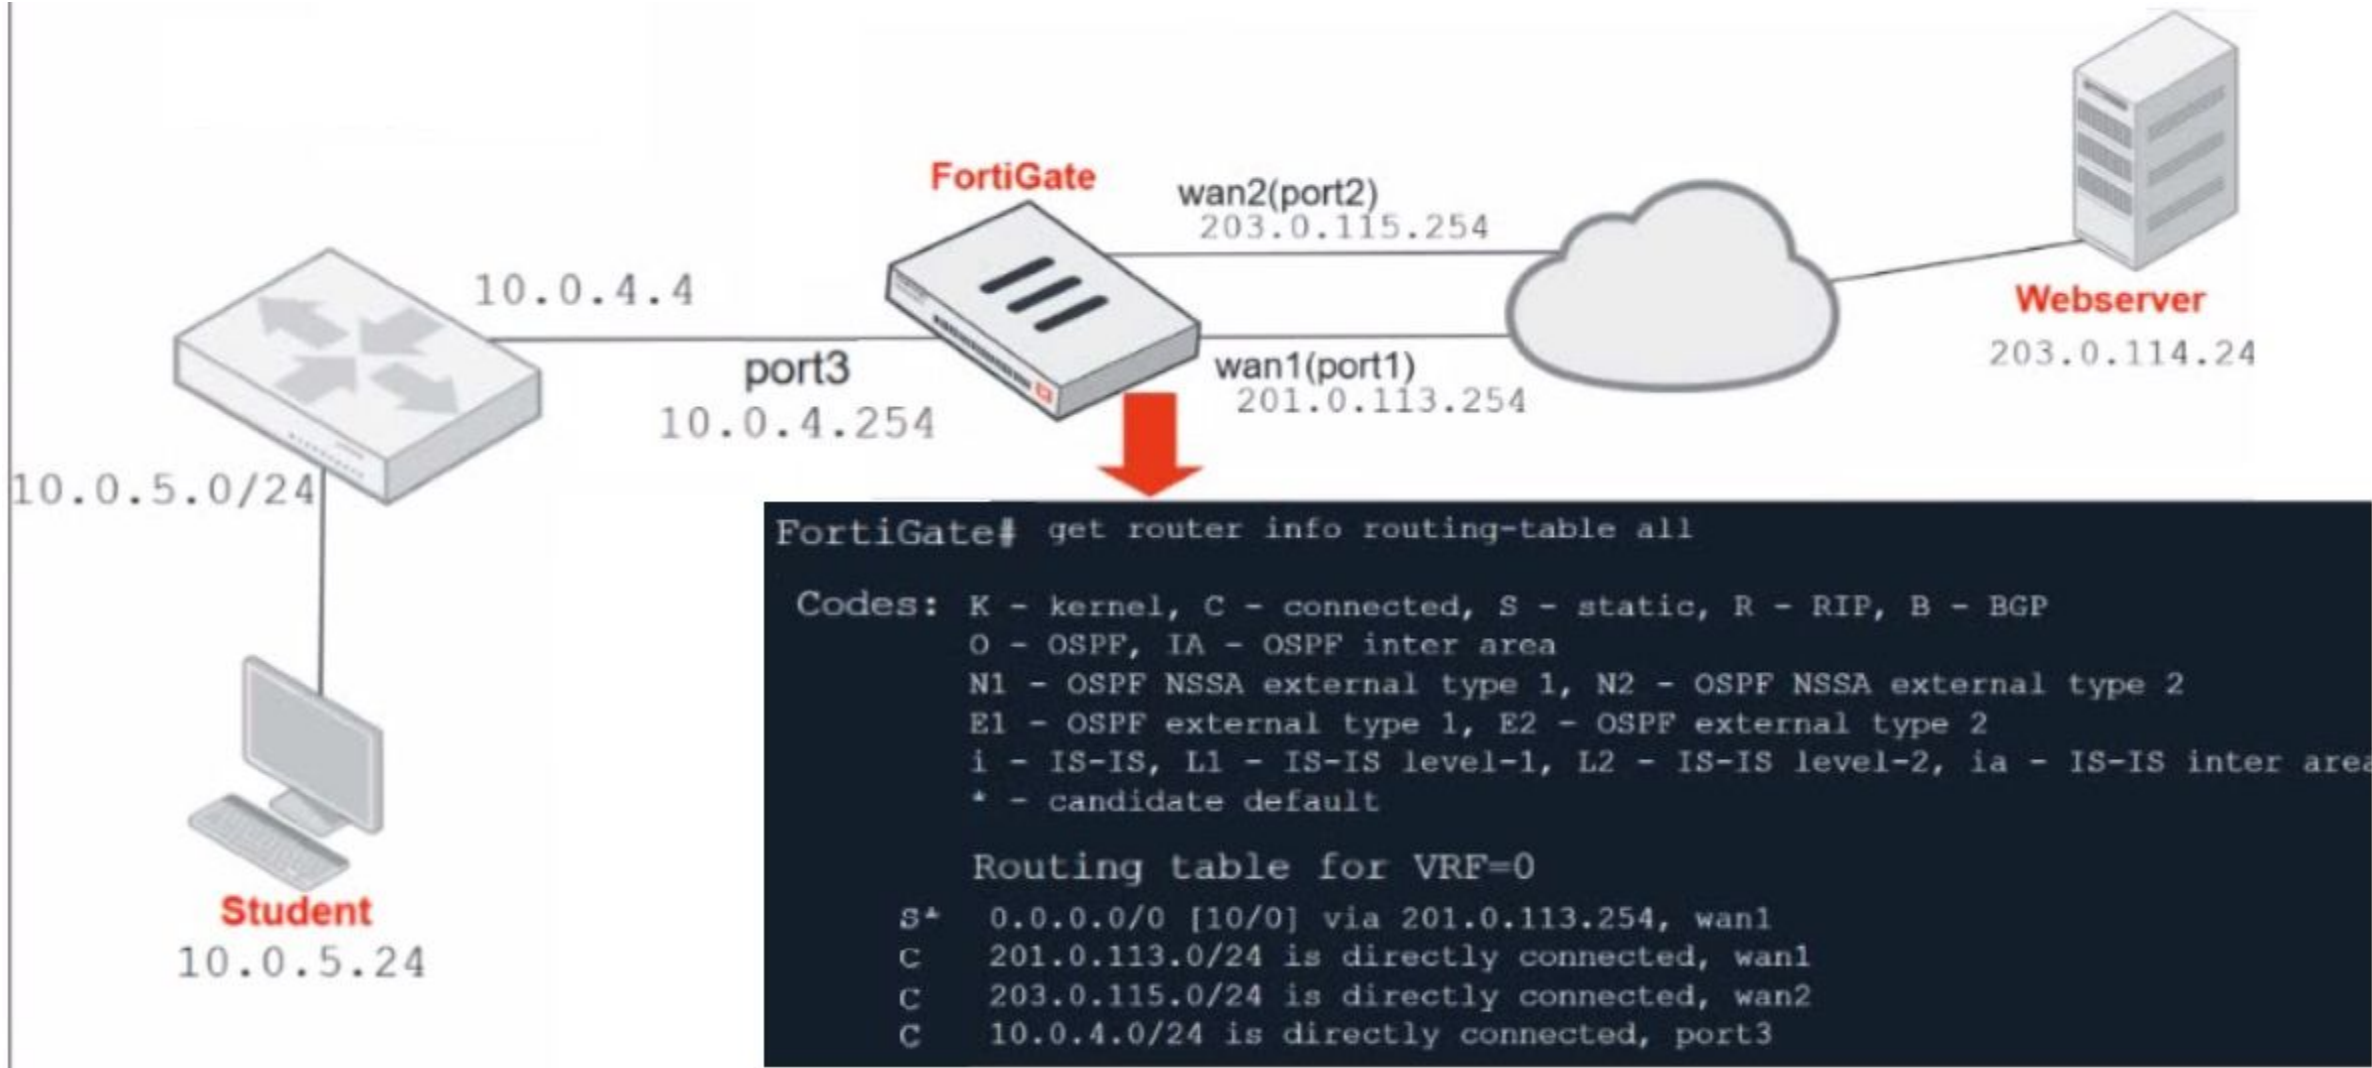 FortiGate
wan2(port2)
203.0.115.254
10.0.4.4
port3
10.0.4.254
wan1(port1)
201.0.113.254
Webserver
203.0.114.24
10.0.5.0/24
Student
10.0.5.24
FortiGate# get router info routing-table all
Codes: K - kernel, C - connected, S - static, R - RIP, B - BGP
O - OSPF, IA - OSPF inter area
N1 - OSPF NSSA external type 1, N2 - OSPF NSSA external type 2
E1 - OSPF external type 1, E2 - OSPF external type 2
i - IS-IS, L1 - IS-IS level-1, L2 - IS-IS level-2, ia - IS-IS inter area
* - candidate default
Routing table for VRF=0
S* 0.0.0.0/0 [10/0] via 201.0.113.254, wan1
C 201.0.113.0/24 is directly connected, wan1
C 203.0.115.0/24 is directly connected, wan2
C 10.0.4.0/24 is directly connected, port3